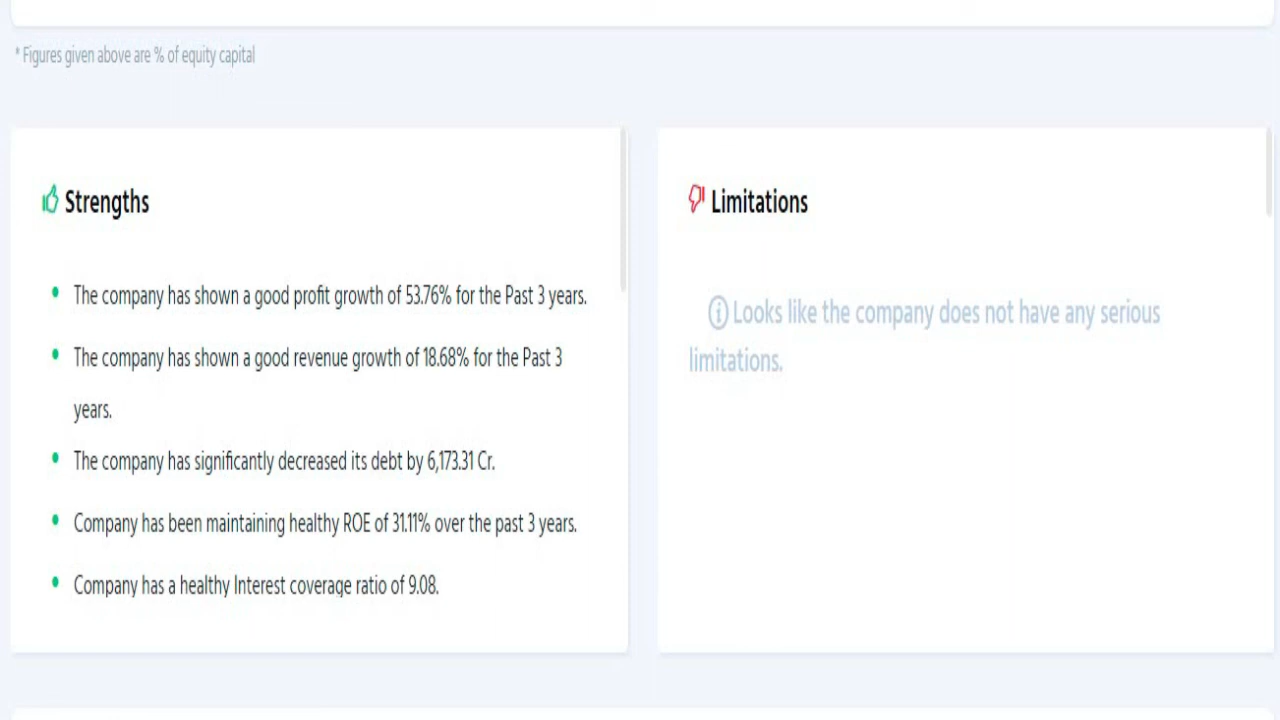 * Figures given above are % of equity capital
Strengths
The company has shown a good profit growth of 53.76% for the Past 3 years.
The company has shown a good revenue growth of 18.68% for the Past 3
years.
The company has significantly decreased its debt by 6,173.31 Cr.
Company has been maintaining healthy ROE of 31.11% over the past 3 years.
Company has a healthy Interest coverage ratio of 9.08.
Limitations
Looks like the company does not have any serious
limitations.